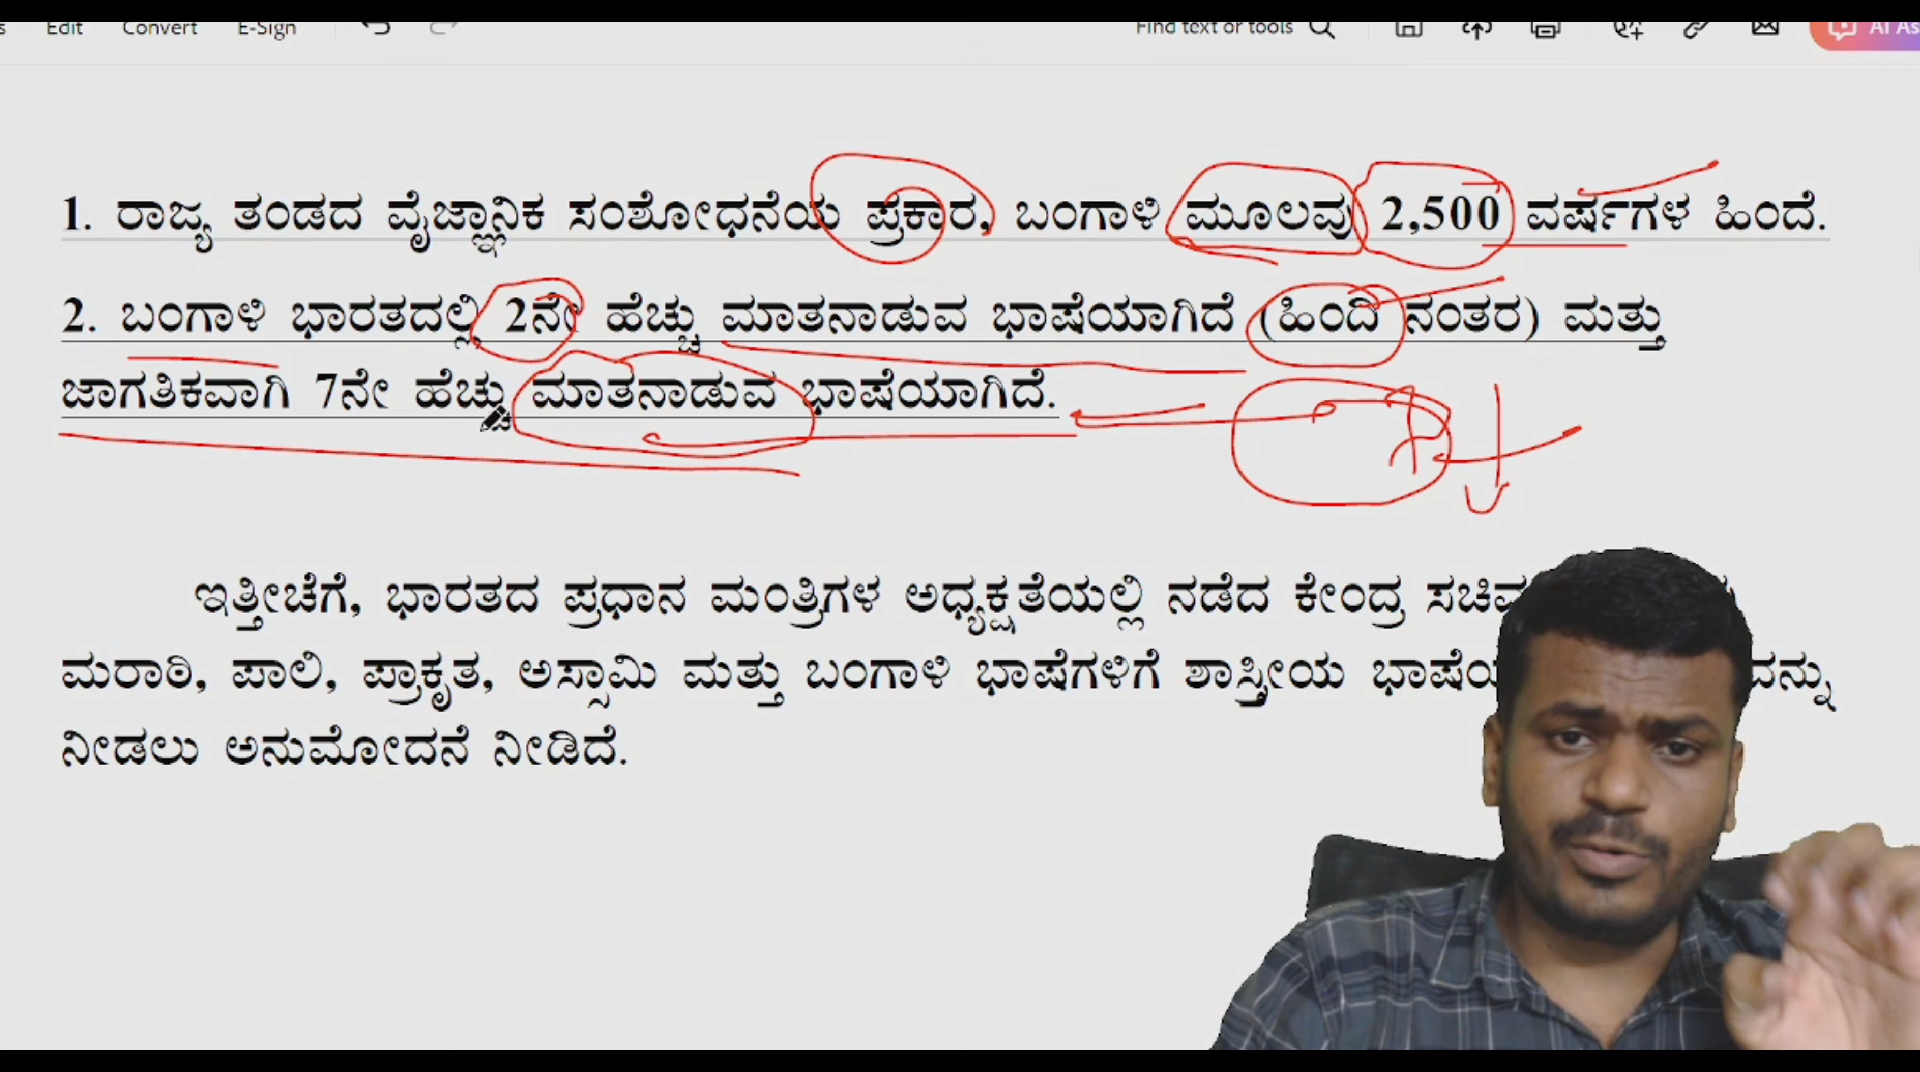 Edit Convert E-Sign Find text or tools
1. ರಾಜ್ಯ ತಂಡದ ವೈಜ್ಞಾನಿಕ ಸಂಶೋಧನೆಯ ಪ್ರಕಾರ, ಬಂಗಾಳಿ ಮೂಲವು 2,500 ವರ್ಷಗಳ ಹಿಂದೆ.
2. ಬಂಗಾಳಿ ಭಾರತದಲ್ಲಿ 2ನೇ ಹೆಚ್ಚು ಮಾತನಾಡುವ ಭಾಷೆಯಾಗಿದೆ (ಹಿಂದಿ ನಂತರ) ಮತ್ತು
ಜಾಗತಿಕವಾಗಿ 7ನೇ ಹೆಚ್ಚು ಮಾತನಾಡುವ ಭಾಷೆಯಾಗಿದೆ.
ಇತ್ತೀಚೆಗೆ, ಭಾರತದ ಪ್ರಧಾನ ಮಂತ್ರಿಗಳ ಅಧ್ಯಕ್ಷತೆಯಲ್ಲಿ ನಡೆದ ಕೇಂದ್ರ
ಮರಾಠಿ, ಪಾಲಿ, ಪ್ರಾಕೃತ, ಅಸ್ಸಾಮಿ ಮತ್ತು ಬಂಗಾಳಿ ಭಾಷೆಗಳಿಗೆ ಶಾಸ್ತ್ರೀಯ
ನೀಡಲು ಅನುಮೋದನೆ ನೀಡಿದೆ.